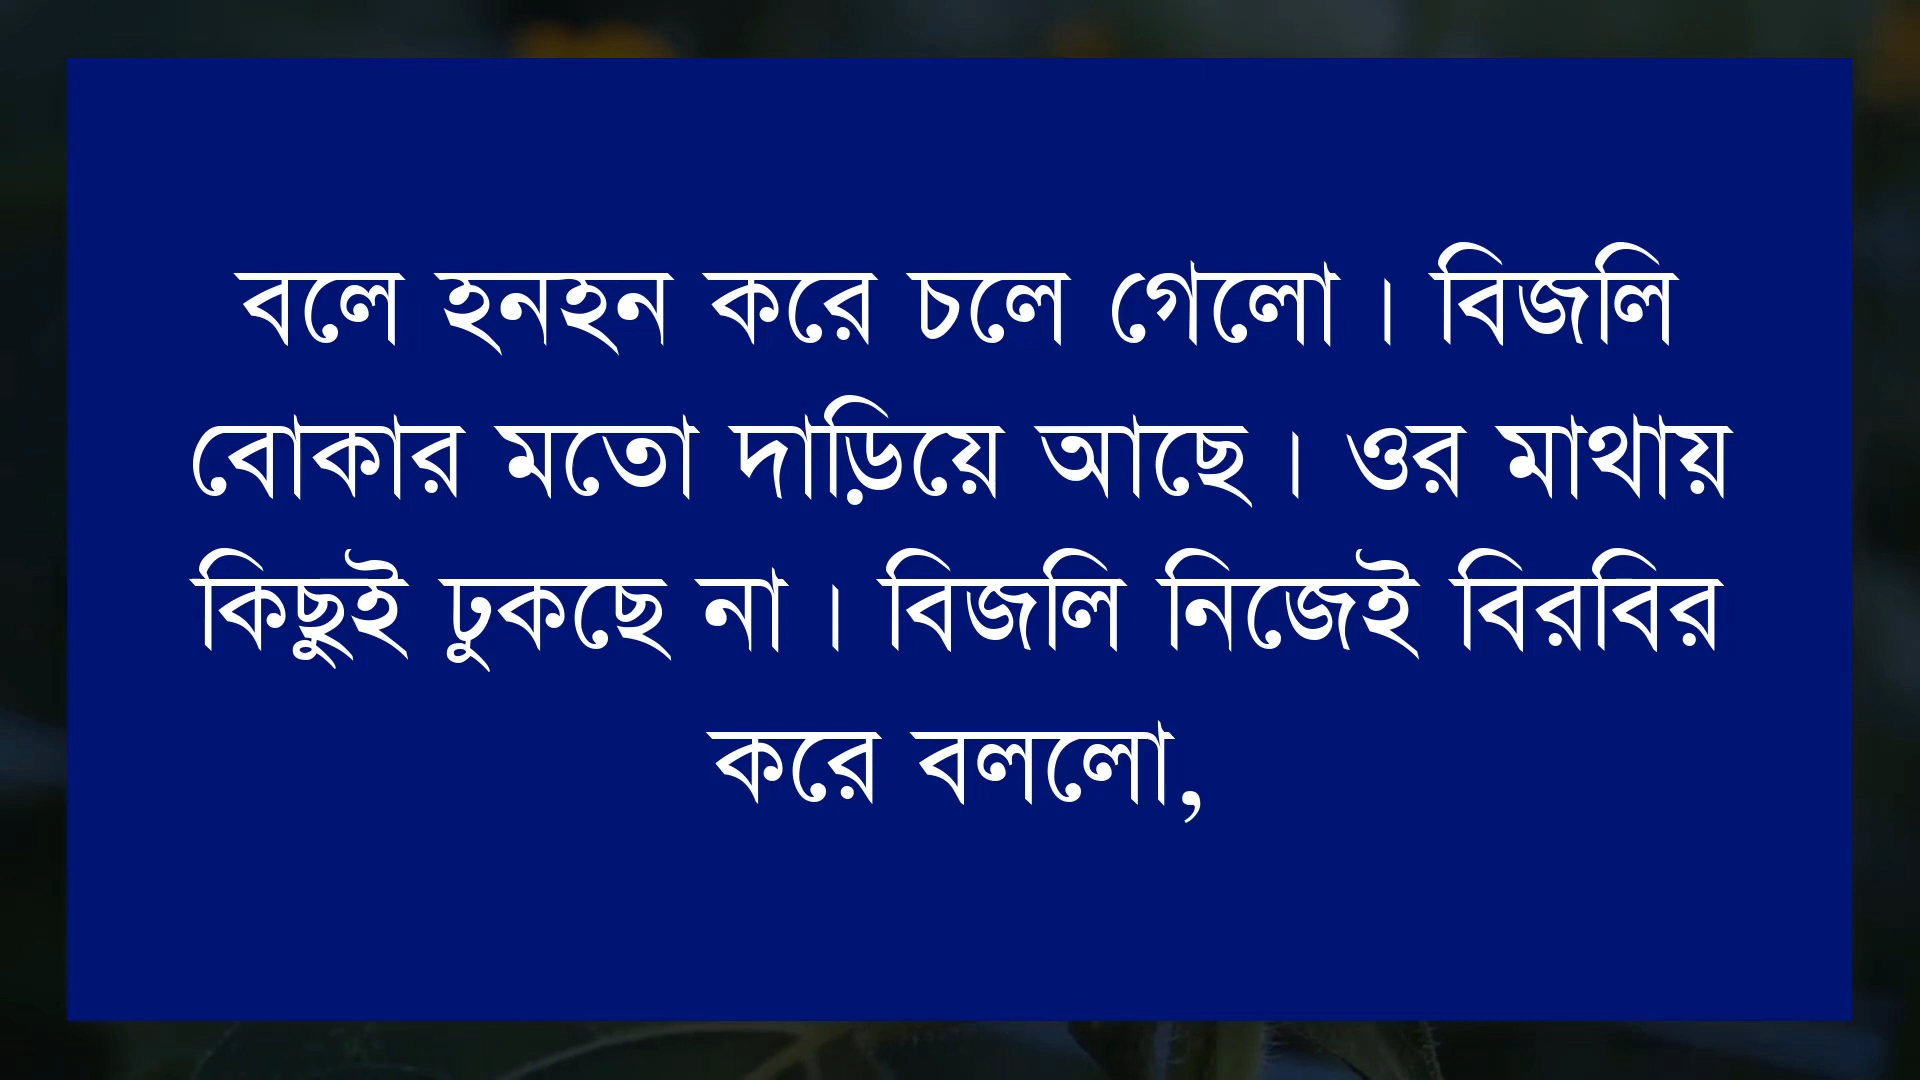 বলে হনহন করে চলে গেলো । বিজলি
বোকার মতো দাড়িয়ে আছে । ওর মাথায়
কিছুই ঢুকছে না । বিজলি নিজেই বিরবির
করে বললো,